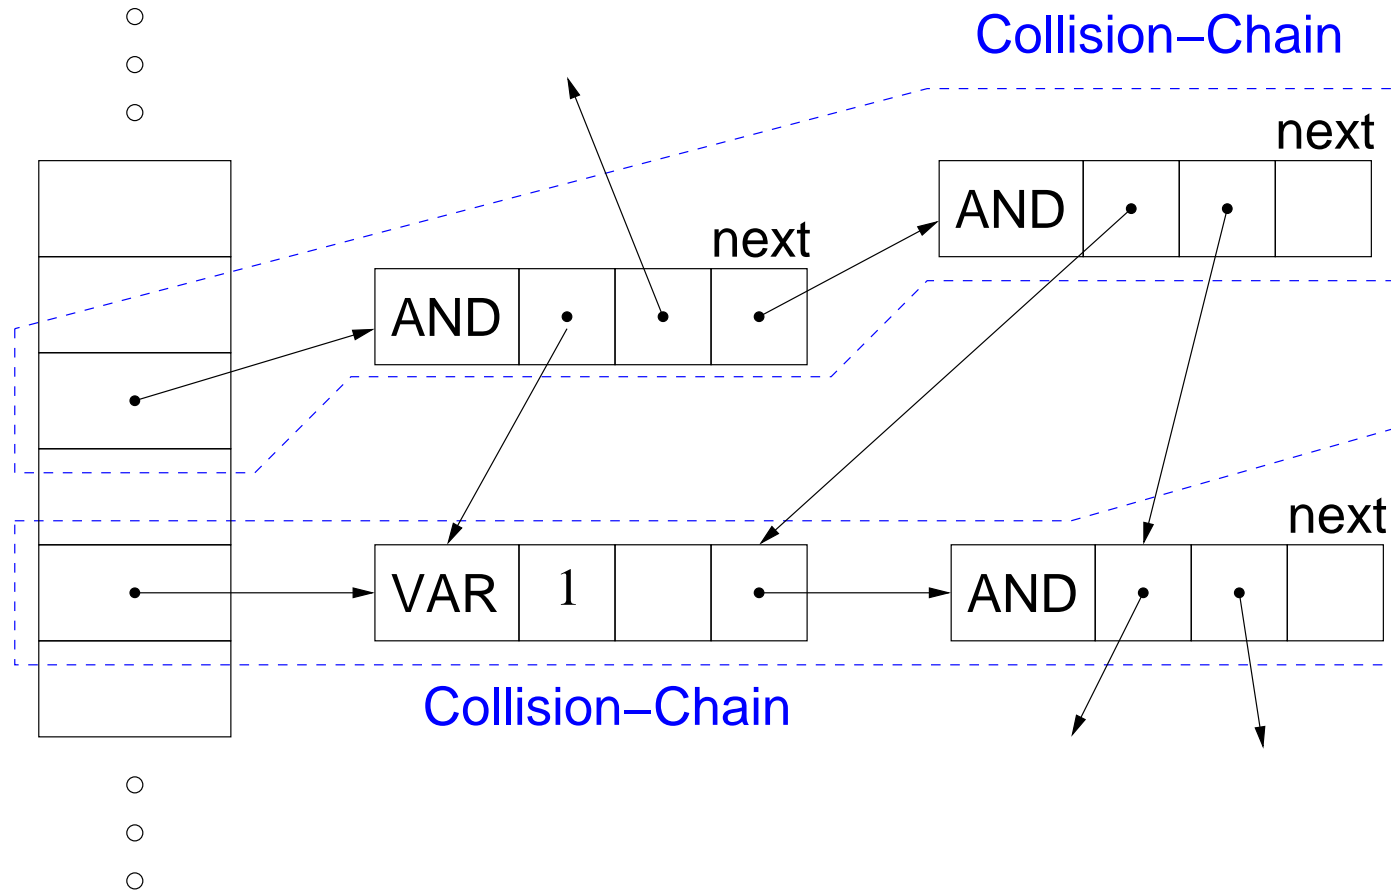 Collision−Chain
next
AND
next
AND
next
VAR 1 AND
Collision−Chain